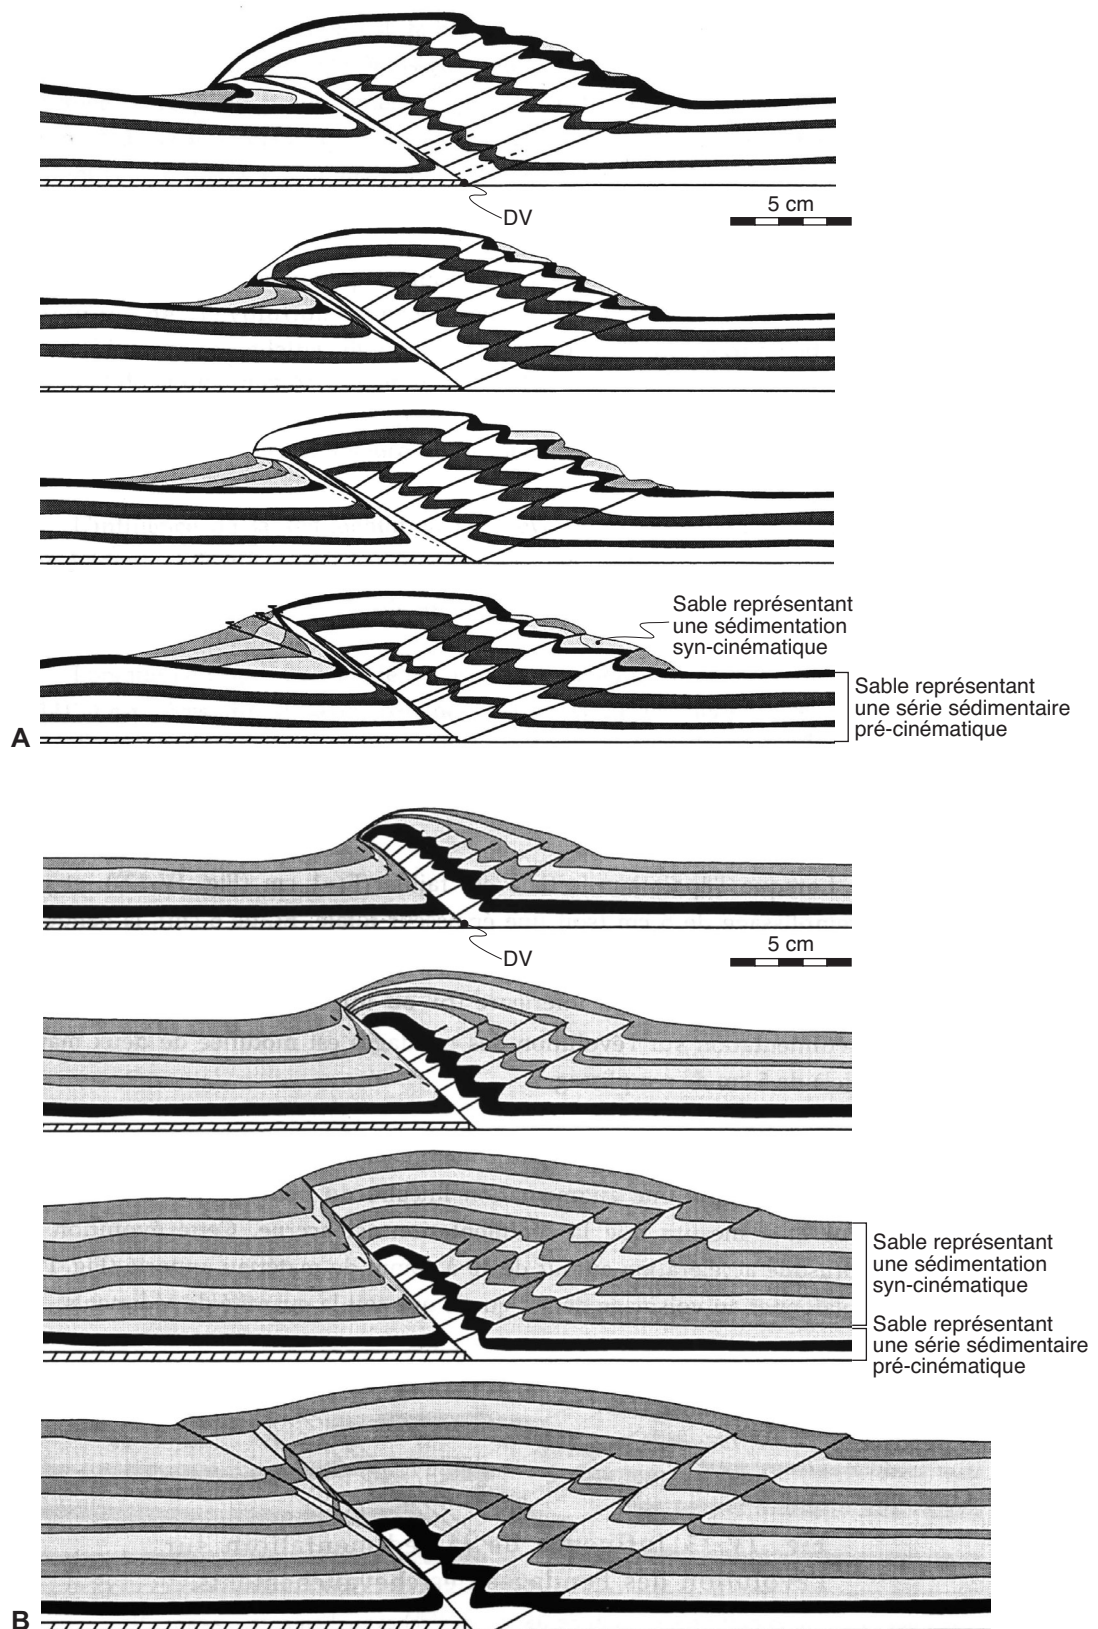 DV
5 cm
Sable représentant
une sédimentation
syn-cinématique
Sable représentant
une série sédimentaire
pré-cinématique
A
DV
5 cm
Sable représentant
une sédimentation
syn-cinématique
Sable représentant
une série sédimentaire
pré-cinématique
B